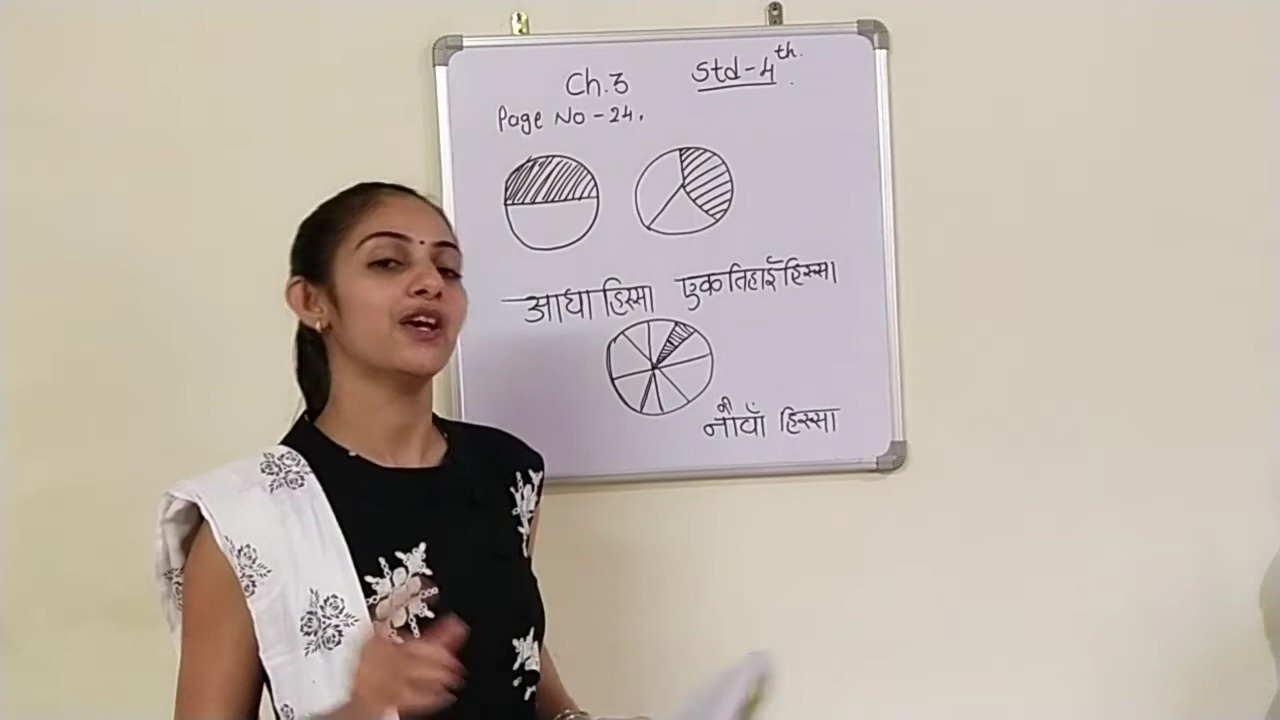 Ch.3 Std-4th.
Page No-24.
आधा हिस्सा एक तिहाई हिस्सा
नौवाँ हिस्सा